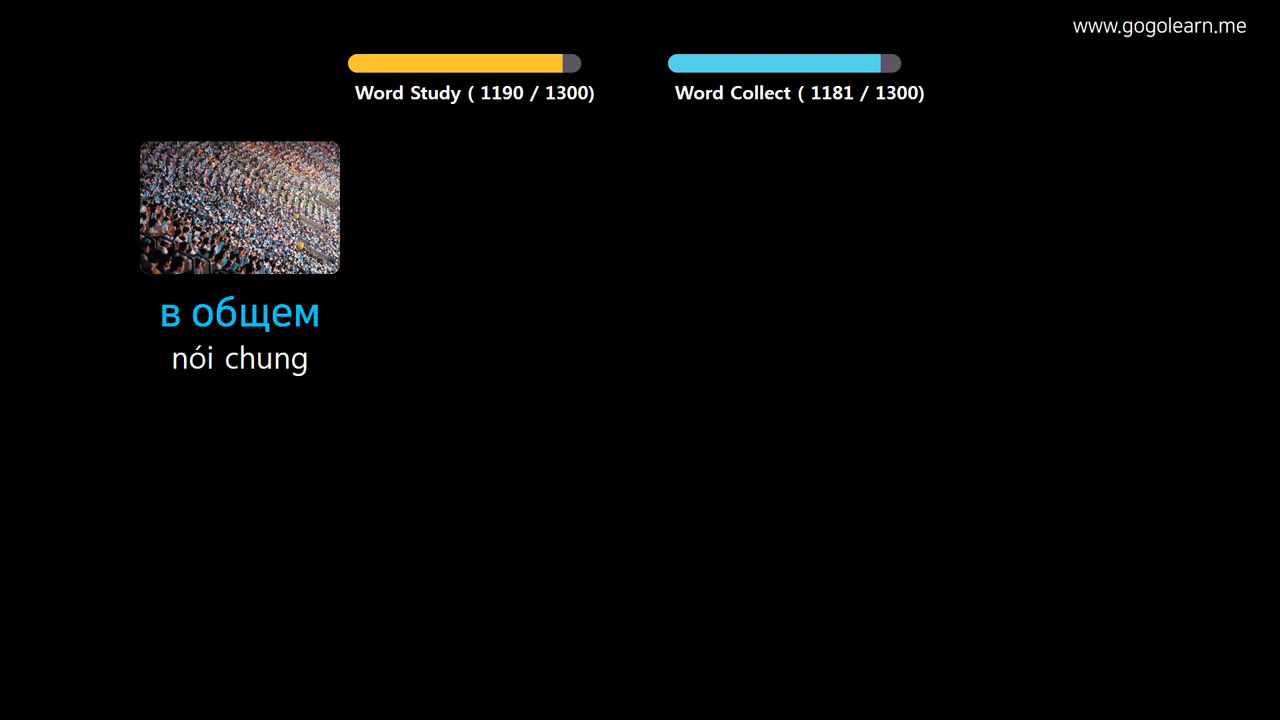 www.gogolearn.me
Word Study ( 1190 / 1300)
Word Collect ( 1181 / 1300)
в общем
nói chung